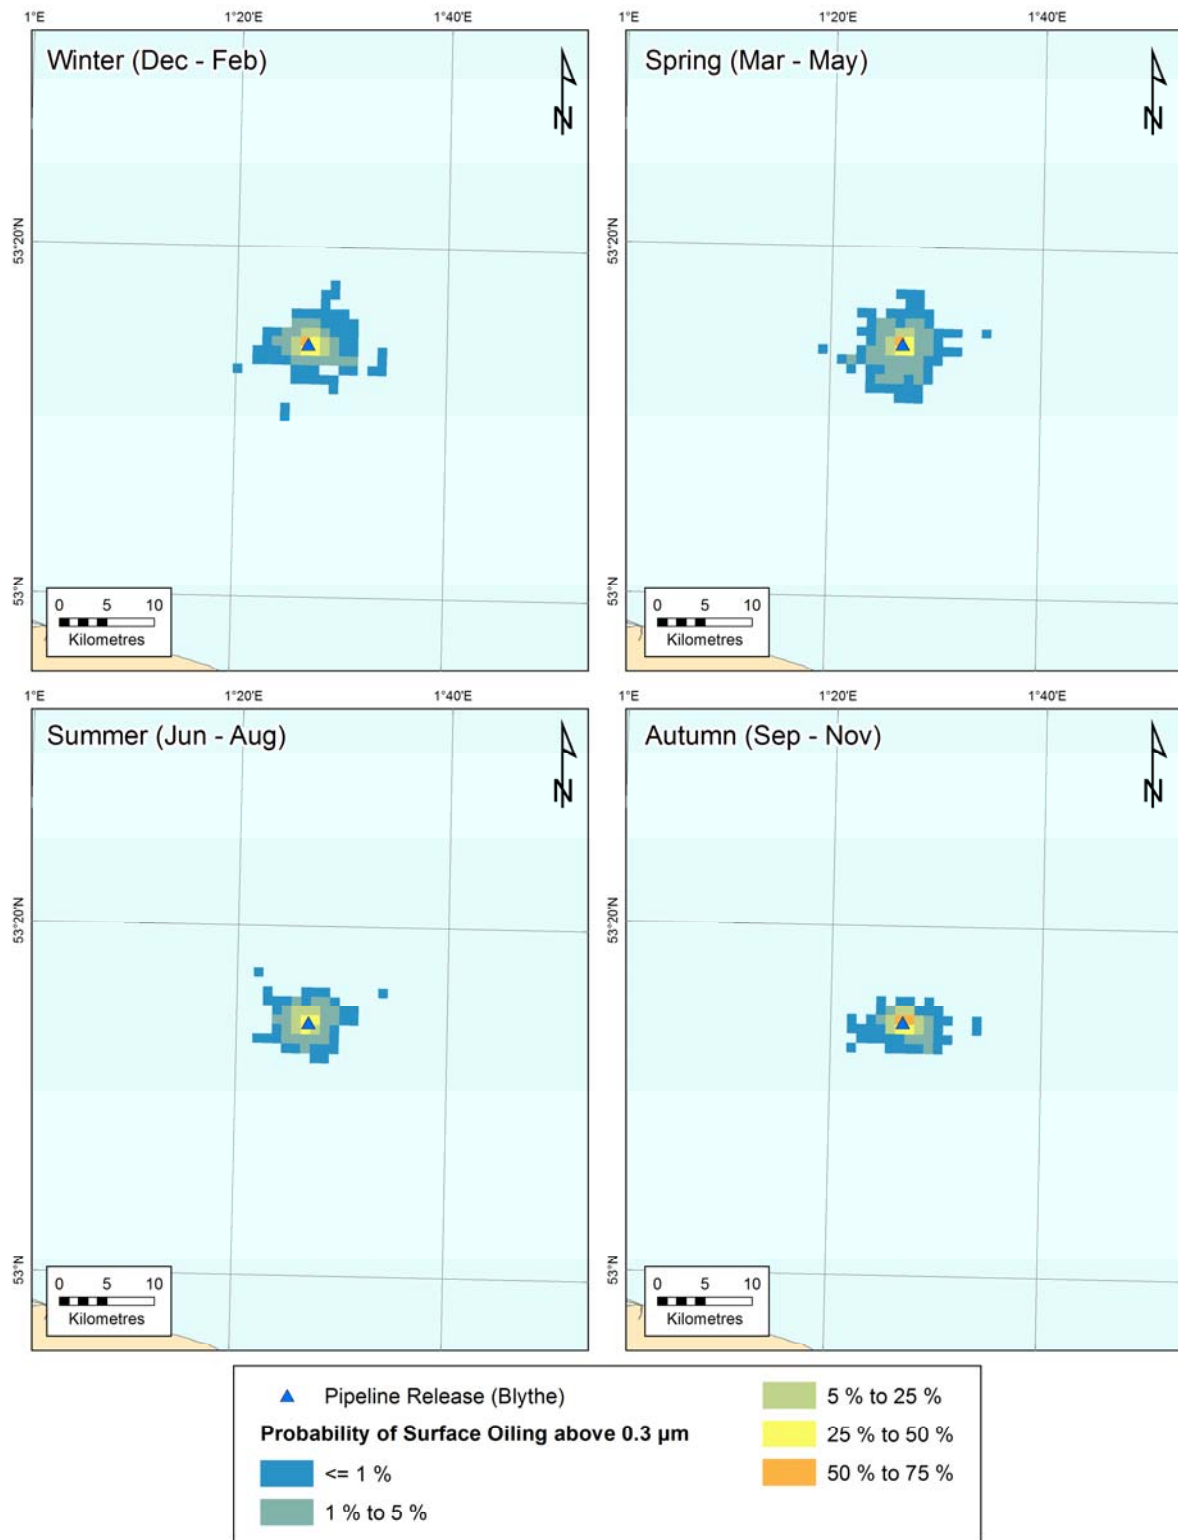 1°E 1°20'E 1°40'E
1°E 1°20'E 1°40'E
Winter (Dec - Feb)
N
53°20'N
53°N
0 5 10
Kilometres
Spring (Mar - May)
N
53°20'N
53°N
0 5 10
Kilometres
1°E 1°20'E 1°40'E
1°E 1°20'E 1°40'E
Summer (Jun - Aug)
N
53°20'N
53°N
0 5 10
Kilometres
Autumn (Sep - Nov)
N
53°20'N
53°N
0 5 10
Kilometres
Pipeline Release (Blythe)
Probability of Surface Oiling above 0.3 µm
<= 1 %
1 % to 5 %
5 % to 25 %
25 % to 50 %
50 % to 75 %